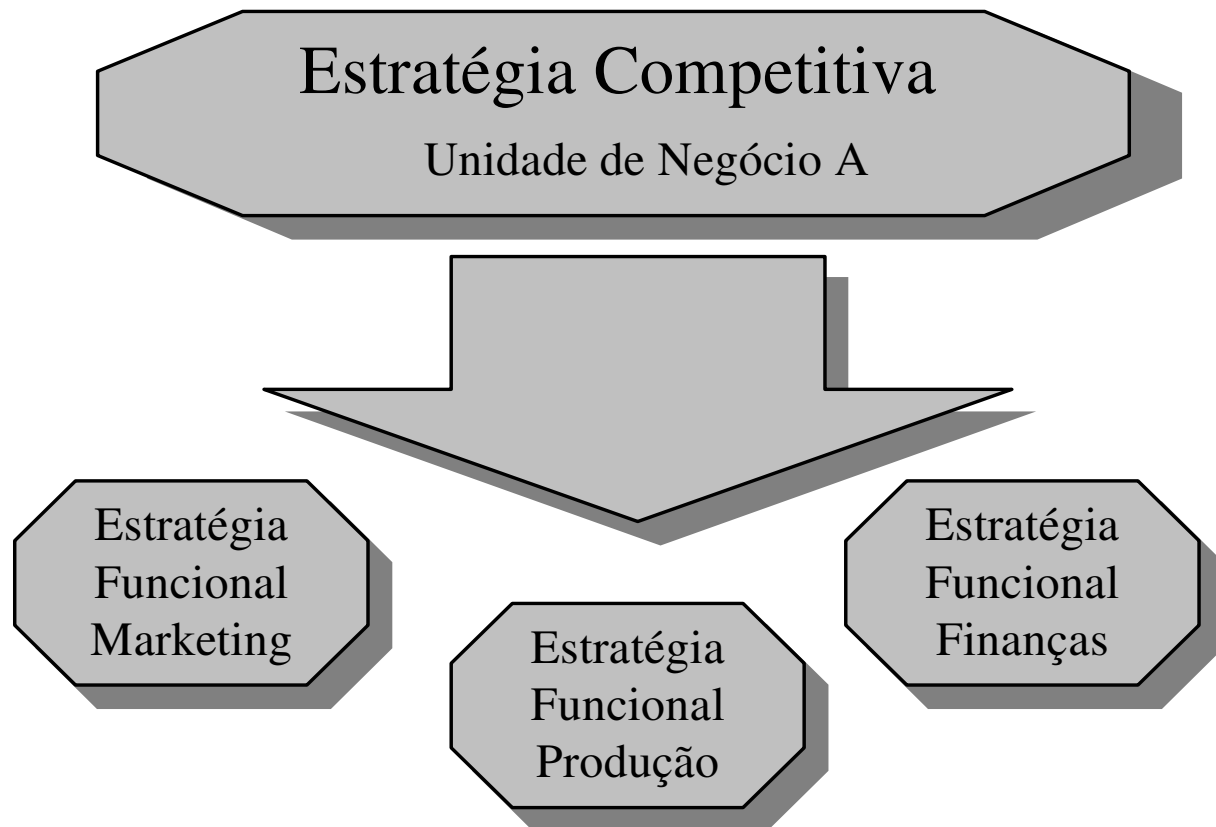 Estratégia Competitiva
Unidade de Negócio A
Estratégia
Funcional
Marketing
Estratégia
Funcional
Produção
Estratégia
Funcional
Finanças